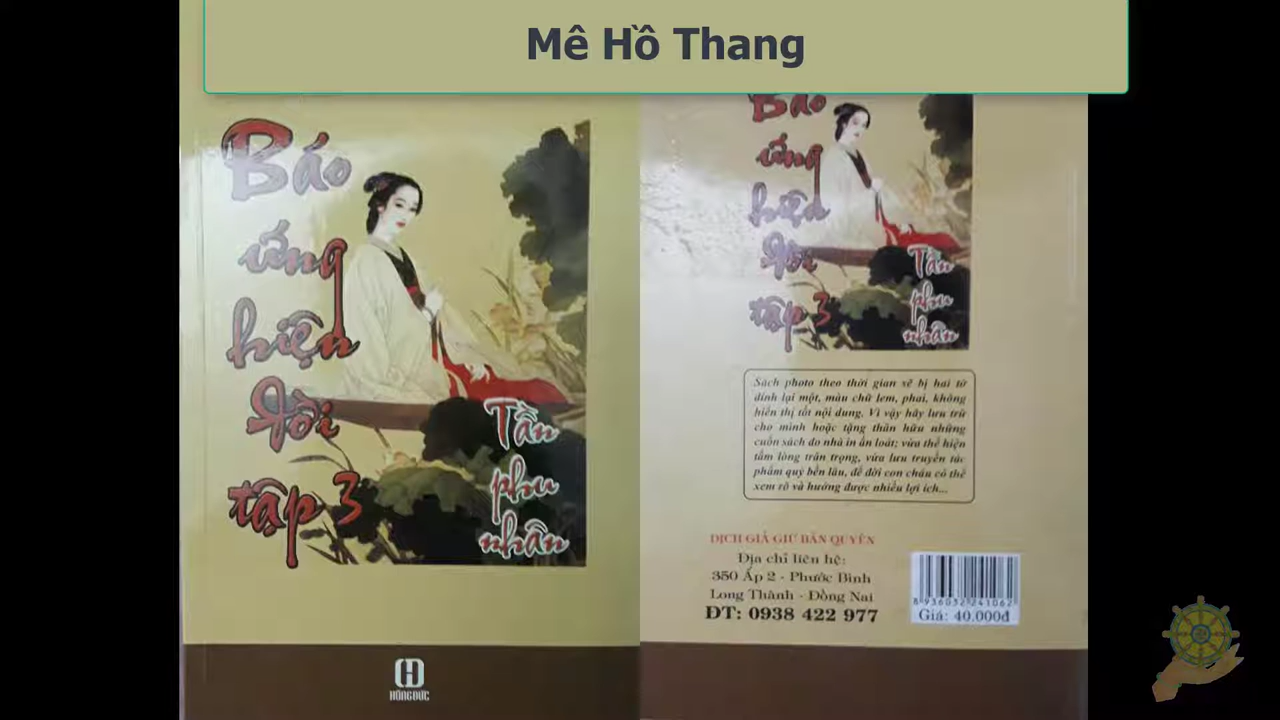 Mê Hồ Thang
Báo
ứng
hiện
đời
tập 3
Tần
phu
nhân
HỒNG ĐỨC
Báo
ứng
hiện
đời
tập 3
Tần
phu
nhân
Sách photo theo thời gian sẽ bị hai tờ
dính lại một, màu chữ lem, phai, không
hiển thị tốt nội dung. Vì vậy hãy lưu trữ
cho mình hoặc tặng thân hữu những
cuốn sách do nhà in ấn loát; vừa thể hiện
tấm lòng trân trọng, vừa lưu truyền tác
phẩm quý bền lâu, để đời con cháu có thể
xem rõ và hưởng được nhiều lợi ích...
DỊCH GIẢ GIỮ BẢN QUYỀN
Địa chỉ liên hệ:
350 Ấp 2 - Phước Bình
Long Thành - Đồng Nai
ĐT: 0938 422 977
8 936032 241062
Giá: 40.000đ